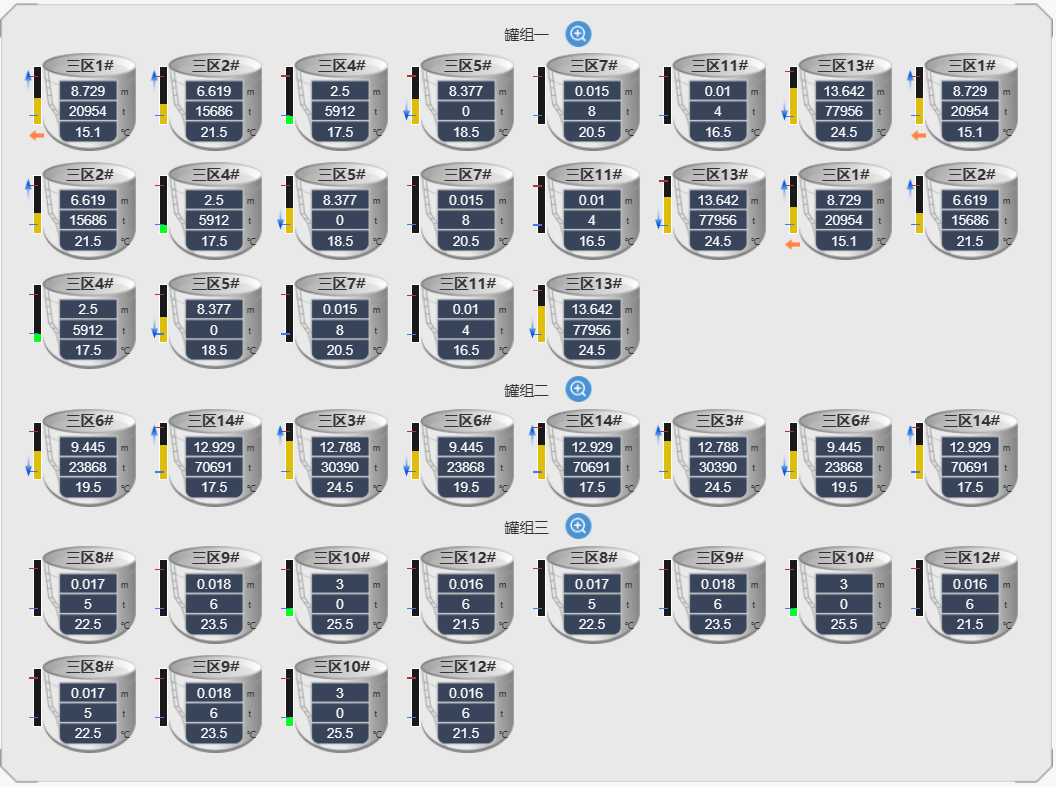 罐组一
三区1# 三区2# 三区4# 三区5# 三区7# 三区11# 三区13# 三区1#
8.729 m 6.619 m 2.5 m 8.377 m 0.015 m 0.01 m 13.642 m 8.729 m
20954 t 15686 t 5912 t 0 t 8 t 4 t 77956 t 20954 t
15.1 ℃ 21.5 ℃ 17.5 ℃ 18.5 ℃ 20.5 ℃ 16.5 ℃ 24.5 ℃ 15.1 ℃
三区2# 三区4# 三区5# 三区7# 三区11# 三区13# 三区1# 三区2#
6.619 m 2.5 m 8.377 m 0.015 m 0.01 m 13.642 m 8.729 m 6.619 m
15686 t 5912 t 0 t 8 t 4 t 77956 t 20954 t 15686 t
21.5 ℃ 17.5 ℃ 18.5 ℃ 20.5 ℃ 16.5 ℃ 24.5 ℃ 15.1 ℃ 21.5 ℃
三区4# 三区5# 三区7# 三区11# 三区13#
2.5 m 8.377 m 0.015 m 0.01 m 13.642 m
5912 t 0 t 8 t 4 t 77956 t
17.5 ℃ 18.5 ℃ 20.5 ℃ 16.5 ℃ 24.5 ℃
罐组二
三区6# 三区14# 三区3# 三区6# 三区14# 三区3# 三区6# 三区14#
9.445 m 12.929 m 12.788 m 9.445 m 12.929 m 12.788 m 9.445 m 12.929 m
23868 t 70691 t 30390 t 23868 t 70691 t 30390 t 23868 t 70691 t
19.5 ℃ 17.5 ℃ 24.5 ℃ 19.5 ℃ 17.5 ℃ 24.5 ℃ 19.5 ℃ 17.5 ℃
罐组三
三区8# 三区9# 三区10# 三区12# 三区8# 三区9# 三区10# 三区12#
0.017 m 0.018 m 3 m 0.016 m 0.017 m 0.018 m 3 m 0.016 m
5 t 6 t 0 t 6 t 5 t 6 t 0 t 6 t
22.5 ℃ 23.5 ℃ 25.5 ℃ 21.5 ℃ 22.5 ℃ 23.5 ℃ 25.5 ℃ 21.5 ℃
三区8# 三区9# 三区10# 三区12#
0.017 m 0.018 m 3 m 0.016 m
5 t 6 t 0 t 6 t
22.5 ℃ 23.5 ℃ 25.5 ℃ 21.5 ℃